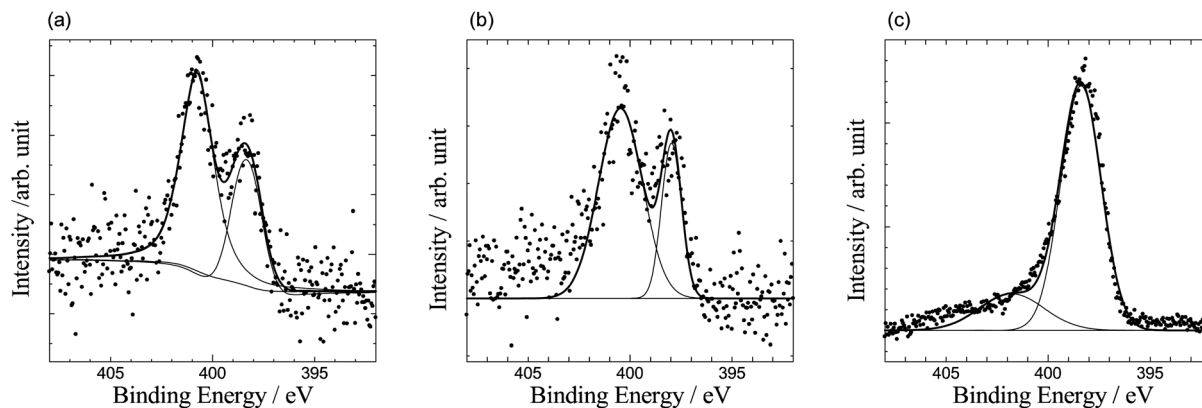 (a)
Intensity /arb. unit
405 400 395
Binding Energy / eV
(b)
Intensity / arb. unit
405 400 395
Binding Energy / eV
(c)
Intensity / arb. unit
405 400 395
Binding Energy / eV